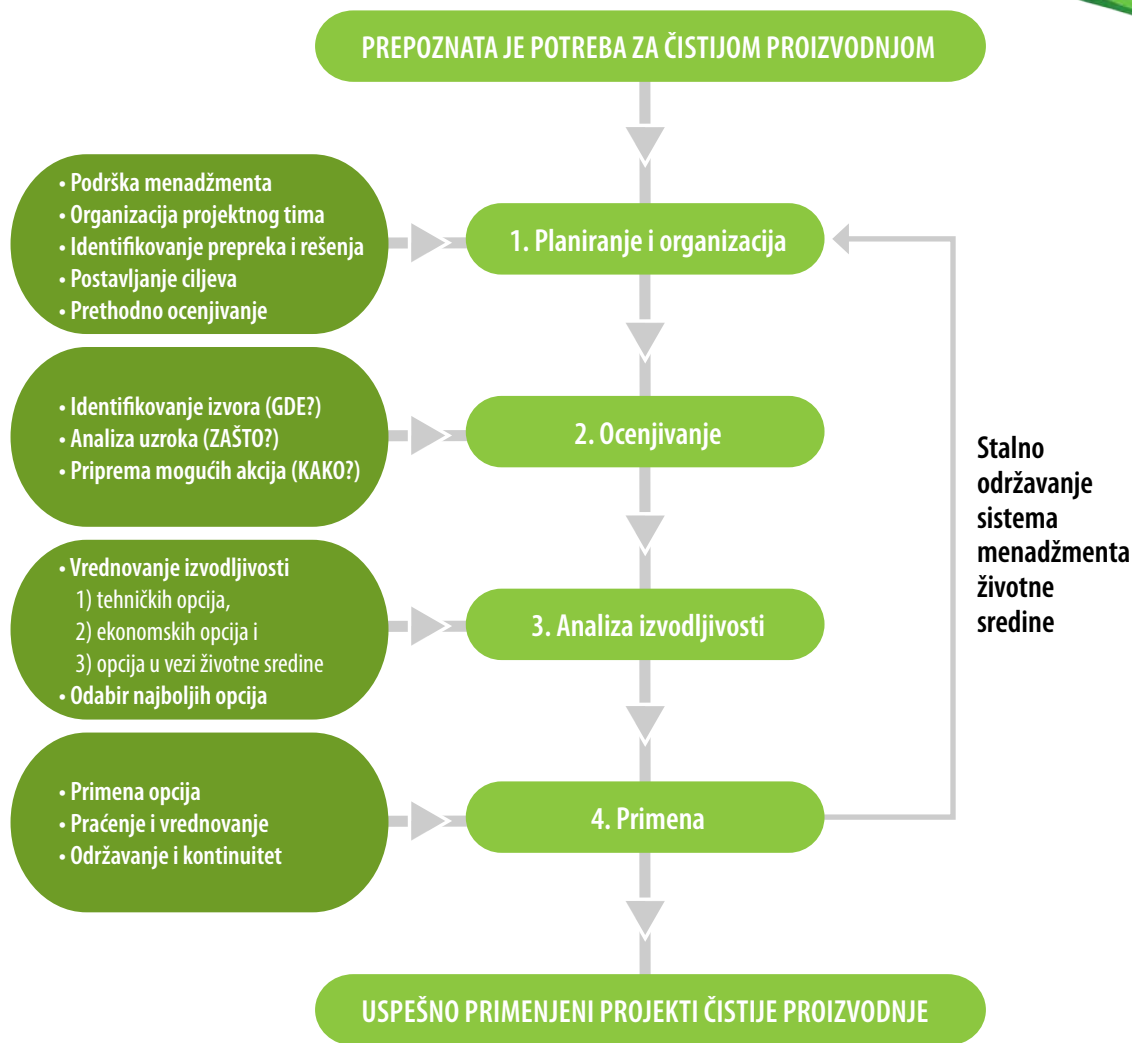 PREPOZNATA JE POTREBA ZA ČISTIJOM PROIZVODNJOM
• Podrška menadžmenta
• Organizacija projektnog tima
• Identifikovanje prepreka i rešenja
• Postavljanje ciljeva
• Prethodno ocenjivanje
1. Planiranje i organizacija
• Identifikovanje izvora (GDE?)
• Analiza uzroka (ZAŠTO?)
• Priprema mogućih akcija (KAKO?)
2. Ocenjivanje
Stalno
održavanje
sistema
menadžmenta
životne
sredine
• Vrednovanje izvodljivosti
1) tehničkih opcija,
2) ekonomskih opcija i
3) opcija u vezi životne sredine
• Odabir najboljih opcija
3. Analiza izvodljivosti
• Primena opcija
• Praćenje i vrednovanje
• Održavanje i kontinuitet
4. Primena
USPEŠNO PRIMENJENI PROJEKTI ČISTIJE PROIZVODNJE